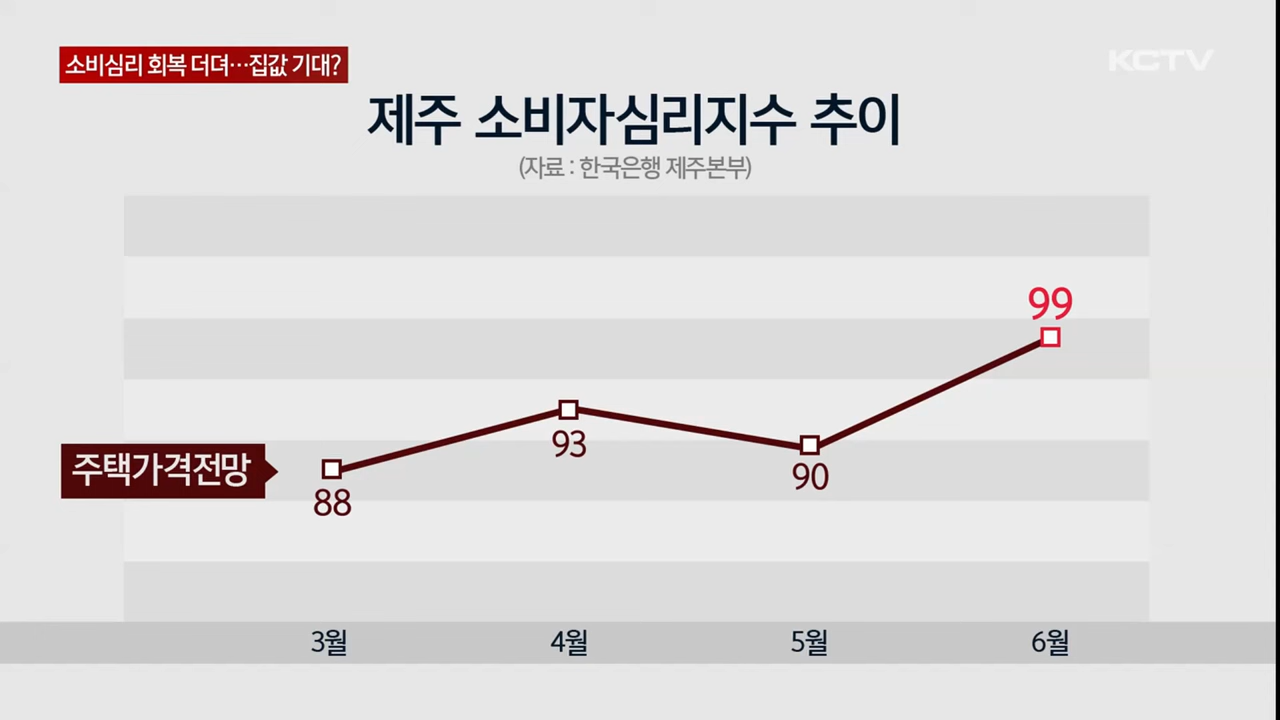 소비심리 회복 더뎌…집값 기대?
KCTV
제주 소비자심리지수 추이
(자료 : 한국은행 제주본부)
99
93
90
88
주택가격전망
3월 4월 5월 6월